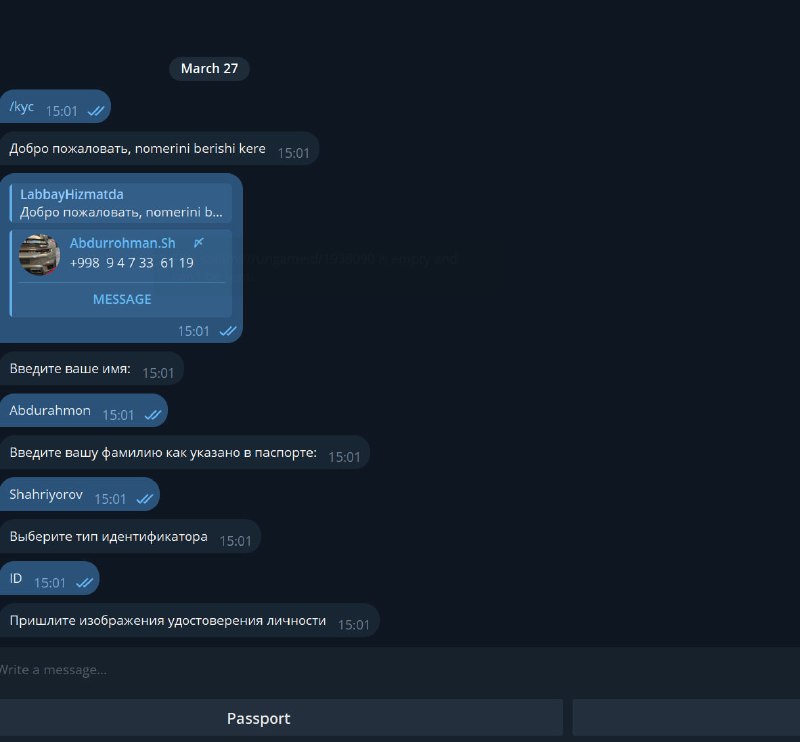 March 27
/kyc 15:01
Добро пожаловать, nomerini berishi kere 15:01
LabbayHizmatda
Добро пожаловать, nomerini b...
Abdurrohman.Sh
+998 9 4 7 33 61 19
MESSAGE
15:01
Введите ваше имя: 15:01
Abdurahmon 15:01
Введите вашу фамилию как указано в паспорте: 15:01
Shahriyorov 15:01
Выберите тип идентификатора 15:01
ID 15:01
Пришлите изображения удостоверения личности 15:01
Write a message...
Passport